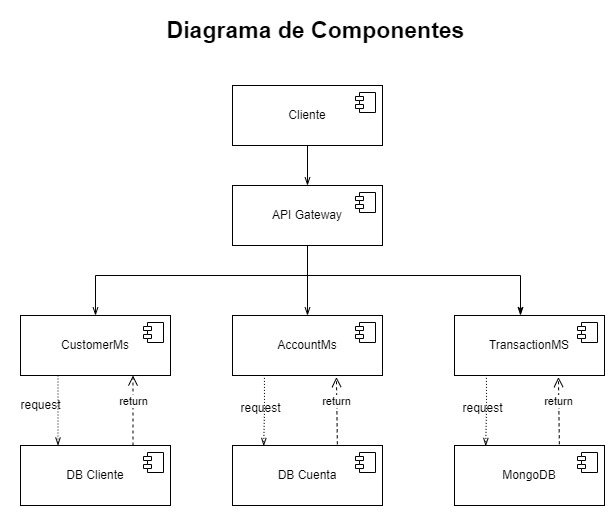 Diagrama de Componentes
Cliente
API Gateway
CustomerMs
AccountMs
TransactionMS
request
return
request
return
request
return
DB Cliente
DB Cuenta
MongoDB